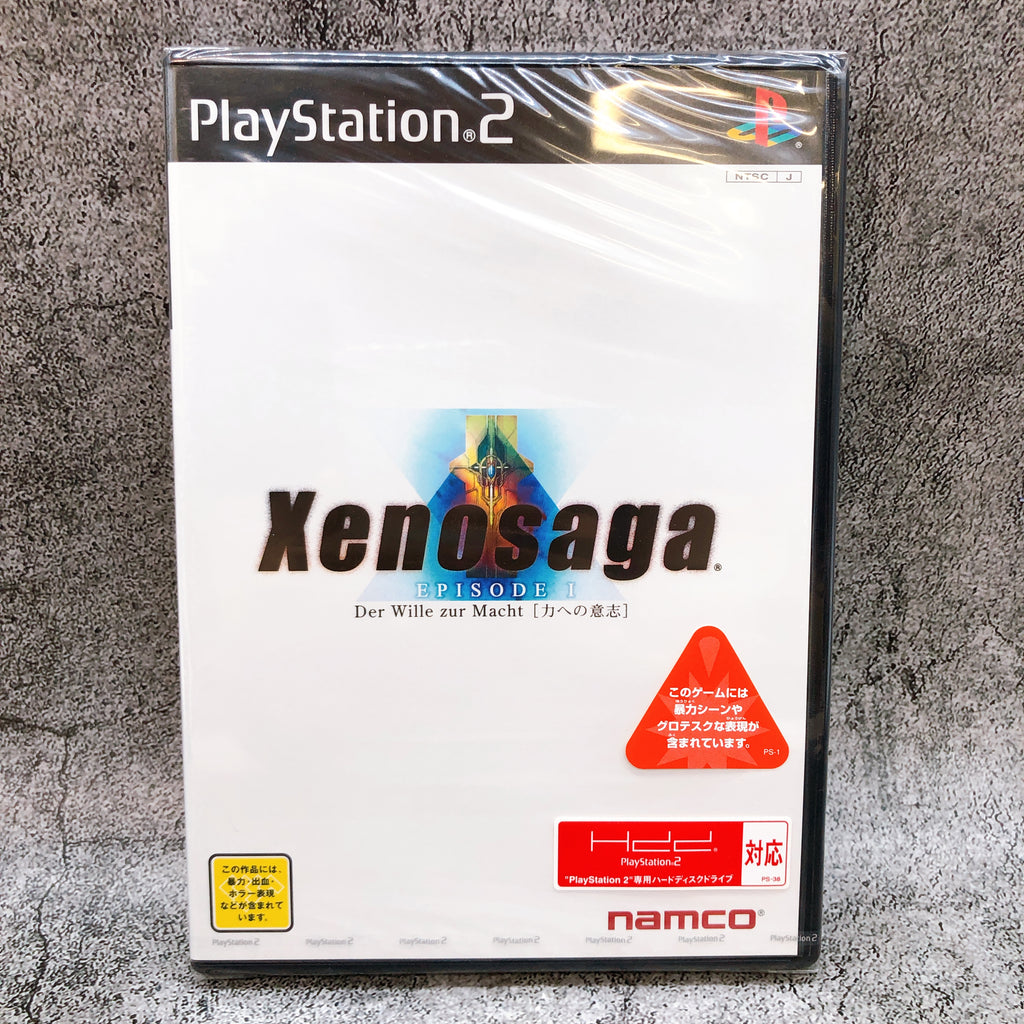 PlayStation®2
NTSC J
Xenosaga®
EPISODE I
Der Wille zur Macht [力への意志]
このゲームには
暴力シーンや
グロテスクな表現が
含まれています。
PS-1
Hdd®
PlayStation®2
"PlayStation 2"専用ハードディスクドライブ
対応
PS-38
この作品には、
暴力・出血・
ホラー表現
などが含まれて
います。
namco®
PlayStation 2 PlayStation 2 PlayStation 2 PlayStation 2 PlayStation 2 PlayStation 2 PlayStation 2